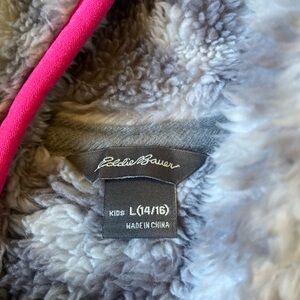 Eddie Bauer
KIDS L(14/16)
MADE IN CHINA